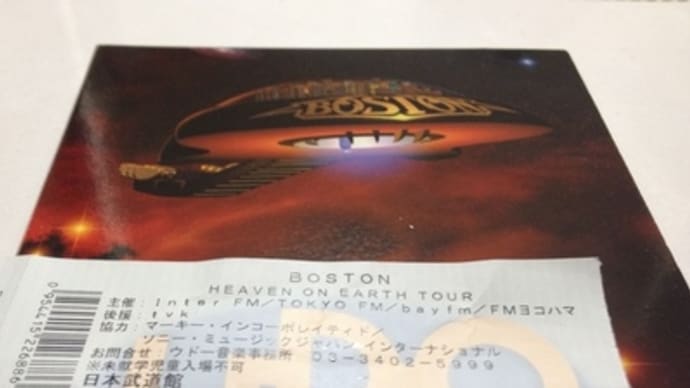 BOSTON
BOSTON
HEAVEN ON EARTH TOUR
主催：Inter FM／TOKYO FM／bayfm／FMヨコハマ
後援：tvk
協力：マーキー・インコーポレイティド／
ソニー・ミュージックジャパン インターナショナル
お問合せ：ウドー音楽事務所 03-3402-5999
※未就学児童入場不可
日本武道館